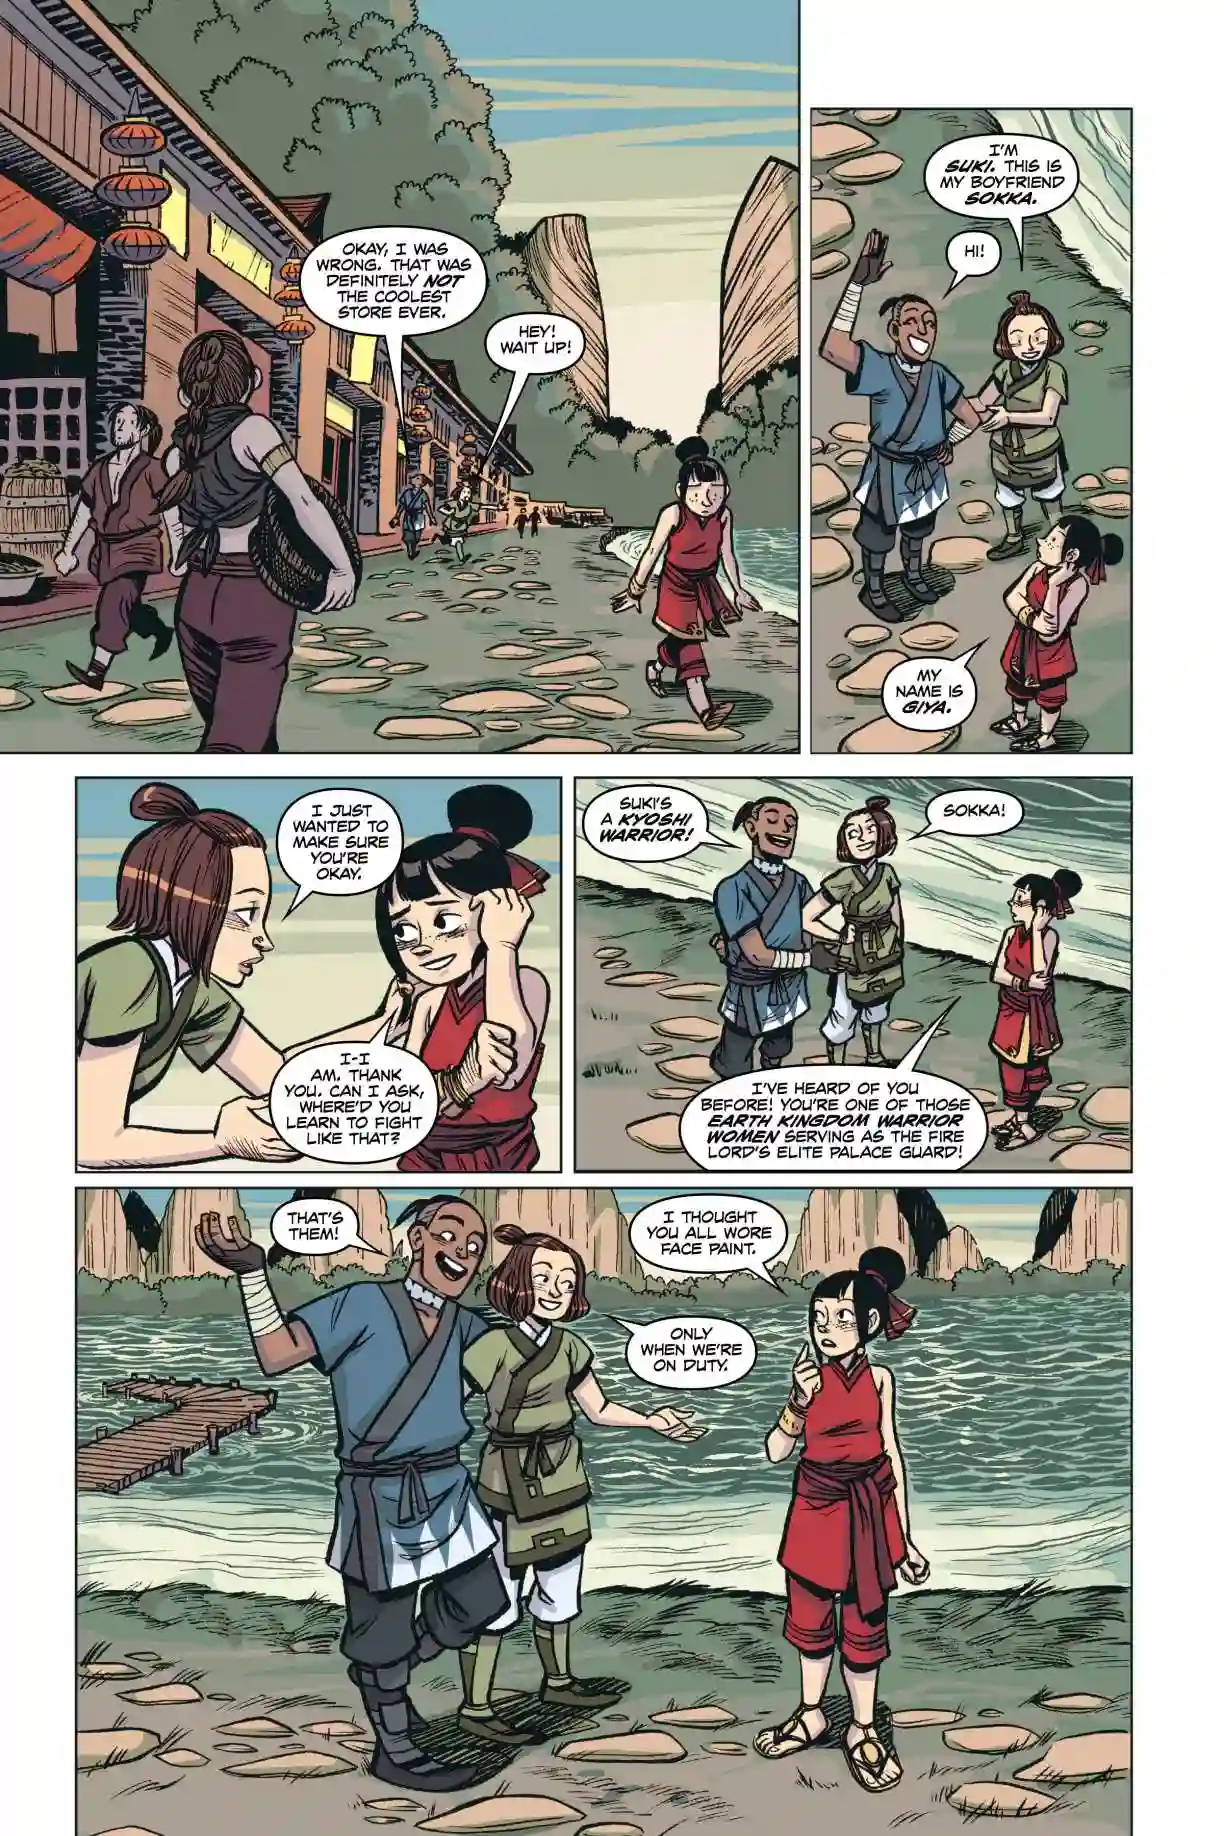 OKAY, I WAS
WRONG. THAT WAS
DEFINITELY NOT
THE COOLEST
STORE EVER.
HEY!
WAIT UP!
I'M
SUKI. THIS IS
MY BOYFRIEND
SOKKA.
HI!
MY
NAME IS
GIYA.
I JUST
WANTED TO
MAKE SURE
YOU'RE
OKAY.
I-I
AM. THANK
YOU. CAN I ASK,
WHERE'D YOU
LEARN TO FIGHT
LIKE THAT?
SUKI'S
A KYOSHI
WARRIOR!
SOKKA!
I'VE HEARD OF YOU
BEFORE! YOU'RE ONE OF THOSE
EARTH KINGDOM WARRIOR
WOMEN SERVING AS THE FIRE
LORD'S ELITE PALACE GUARD!
THAT'S
THEM!
I THOUGHT
YOU ALL WORE
FACE PAINT.
ONLY
WHEN WE'RE
ON DUTY.